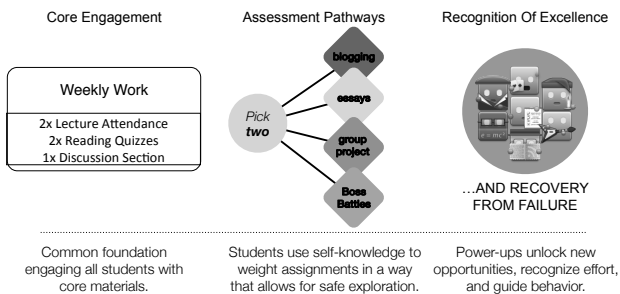 Core Engagement
Weekly Work
2x Lecture Attendance
2x Reading Quizzes
1x Discussion Section
Common foundation
engaging all students with
core materials.
Assessment Pathways
Pick
two
blogging
essays
group
project
Boss
Battles
Students use self-knowledge to
weight assignments in a way
that allows for safe exploration.
Recognition Of Excellence
...AND RECOVERY
FROM FAILURE
Power-ups unlock new
opportunities, recognize effort,
and guide behavior.